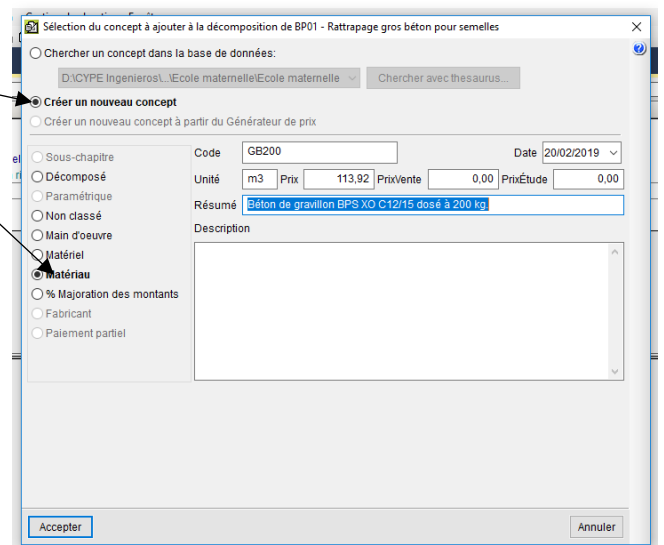 Sélection du concept à ajouter à la décomposition de BP01 - Rattrapage gros béton pour semelles
Chercher un concept dans la base de données:
D:\CYPE Ingenieros\...\Ecole maternelle\Ecole maternelle
Chercher avec thesaurus...
Créer un nouveau concept
Créer un nouveau concept à partir du Générateur de prix
Sous-chapitre
Décomposé
Paramétrique
Non classé
Main d'oeuvre
Matériel
Matériau
% Majoration des montants
Fabricant
Paiement partiel
Code GB200 Date 20/02/2019
Unité m3 Prix 113,92 PrixVente 0,00 PrixÉtude 0,00
Résumé Béton de gravillon BPS XO C12/15 dosé à 200 kg.
Description
Accepter
Annuler